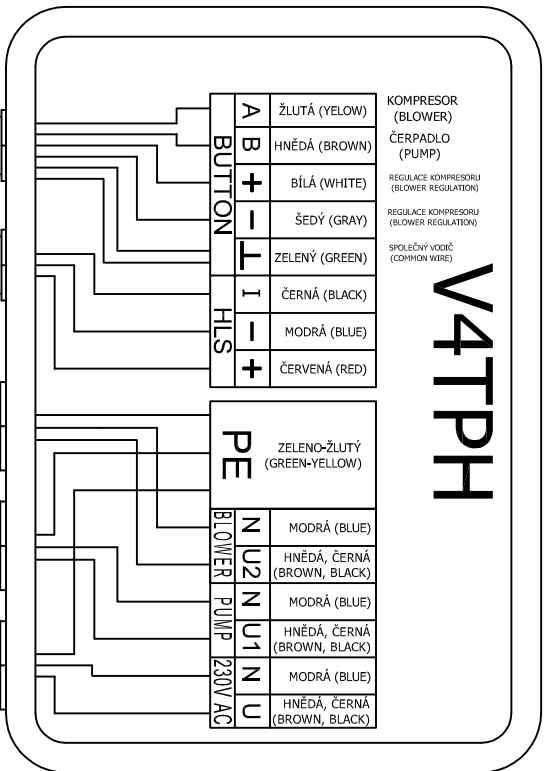 BUTTON
A
ŽLUTÁ (YELOW)
KOMPRESOR
(BLOWER)
B
HNĚDÁ (BROWN)
ČERPADLO
(PUMP)
+
BÍLÁ (WHITE)
REGULACE KOMPRESORU
(BLOWER REGULATION)
−
ŠEDÝ (GRAY)
REGULACE KOMPRESORU
(BLOWER REGULATION)
⊥
ZELENÝ (GREEN)
SPOLEČNÝ VODIČ
(COMMON WIRE)
HLS
I
ČERNÁ (BLACK)
−
MODRÁ (BLUE)
+
ČERVENÁ (RED)
V4TPH
PE
ZELENO-ŽLUTÝ
(GREEN-YELLOW)
BLOWER
N
MODRÁ (BLUE)
U2
HNĚDÁ, ČERNÁ
(BROWN, BLACK)
PUMP
N
MODRÁ (BLUE)
U1
HNĚDÁ, ČERNÁ
(BROWN, BLACK)
230V AC
N
MODRÁ (BLUE)
U
HNĚDÁ, ČERNÁ
(BROWN, BLACK)